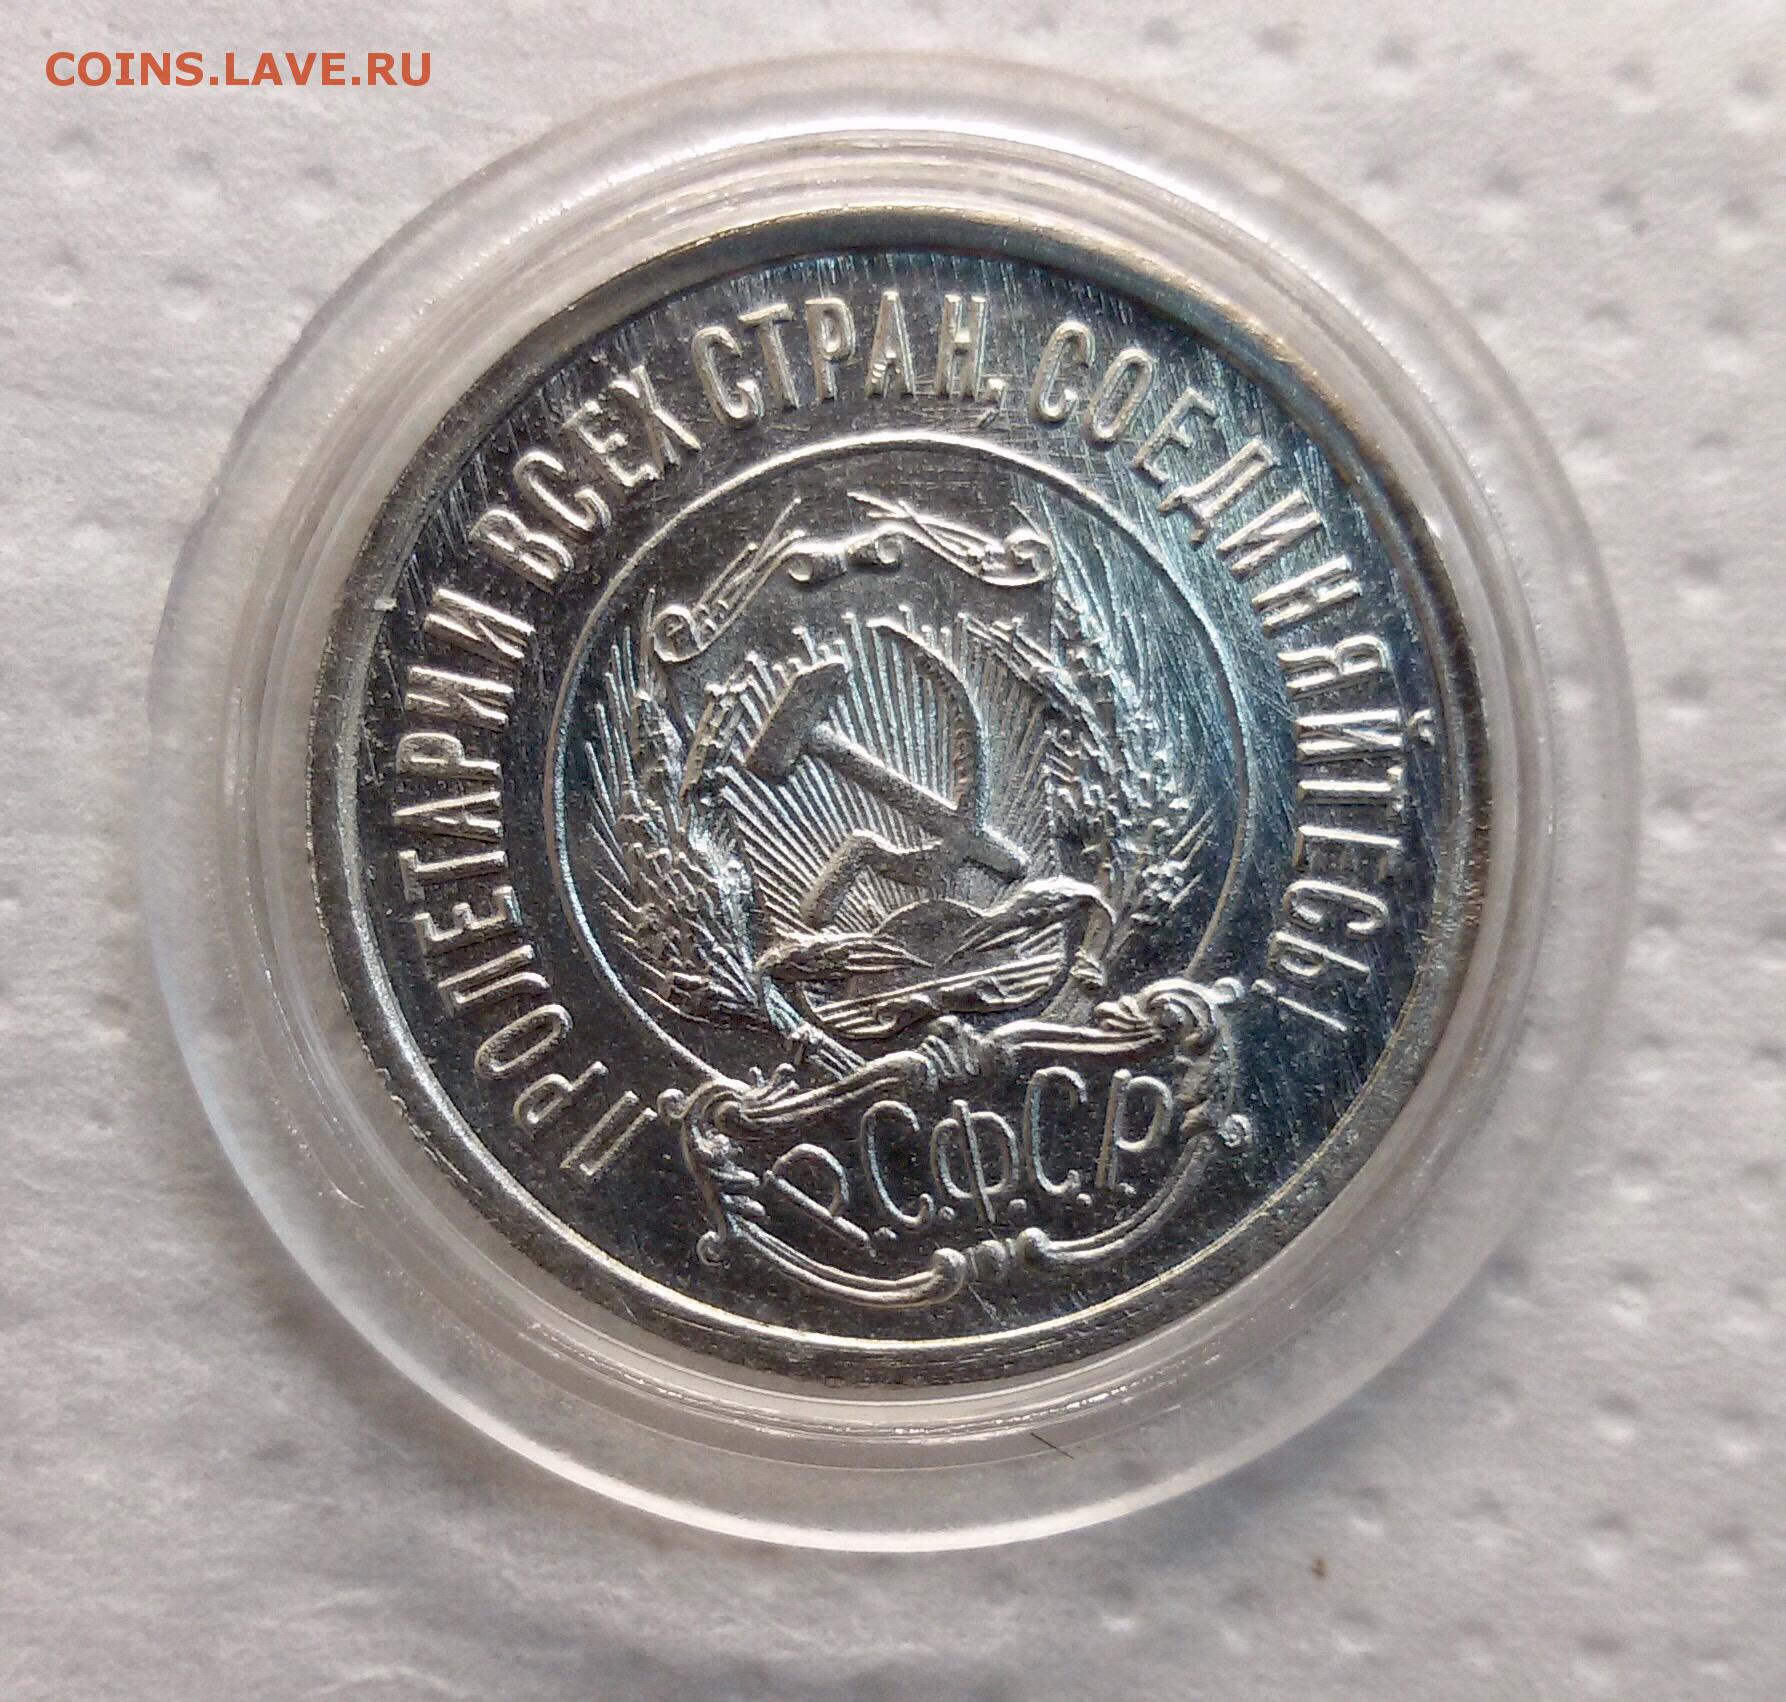 COINS.LAVE.RU
ПРОЛЕТАРИИ ВСЕХ СТРАН, СОЕДИНЯЙТЕСЬ!
Р.С.Ф.С.Р.